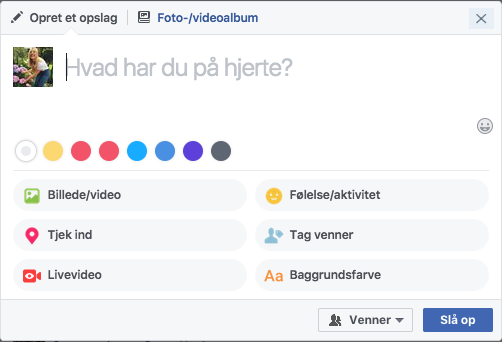 Opret et opslag
Foto-/videoalbum
Hvad har du på hjerte?
Billede/video
Følelse/aktivitet
Tjek ind
Tag venner
Livevideo
Aa Baggrundsfarve
Venner
Slå op